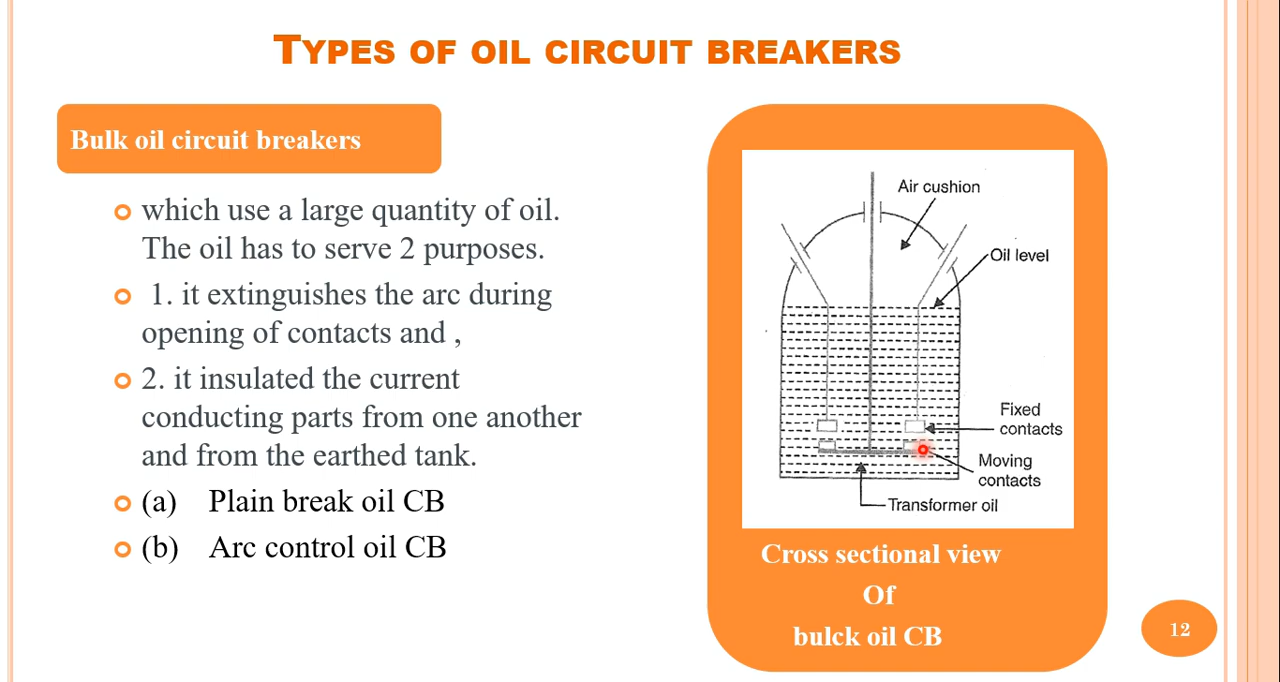 TYPES OF OIL CIRCUIT BREAKERS
Bulk oil circuit breakers
which use a large quantity of oil.
The oil has to serve 2 purposes.
1. it extinguishes the arc during
opening of contacts and ,
2. it insulated the current
conducting parts from one another
and from the earthed tank.
(a) Plain break oil CB
(b) Arc control oil CB
Air cushion
Oil level
Fixed
contacts
Moving
contacts
Transformer oil
Cross sectional view
Of
bulck oil CB
12